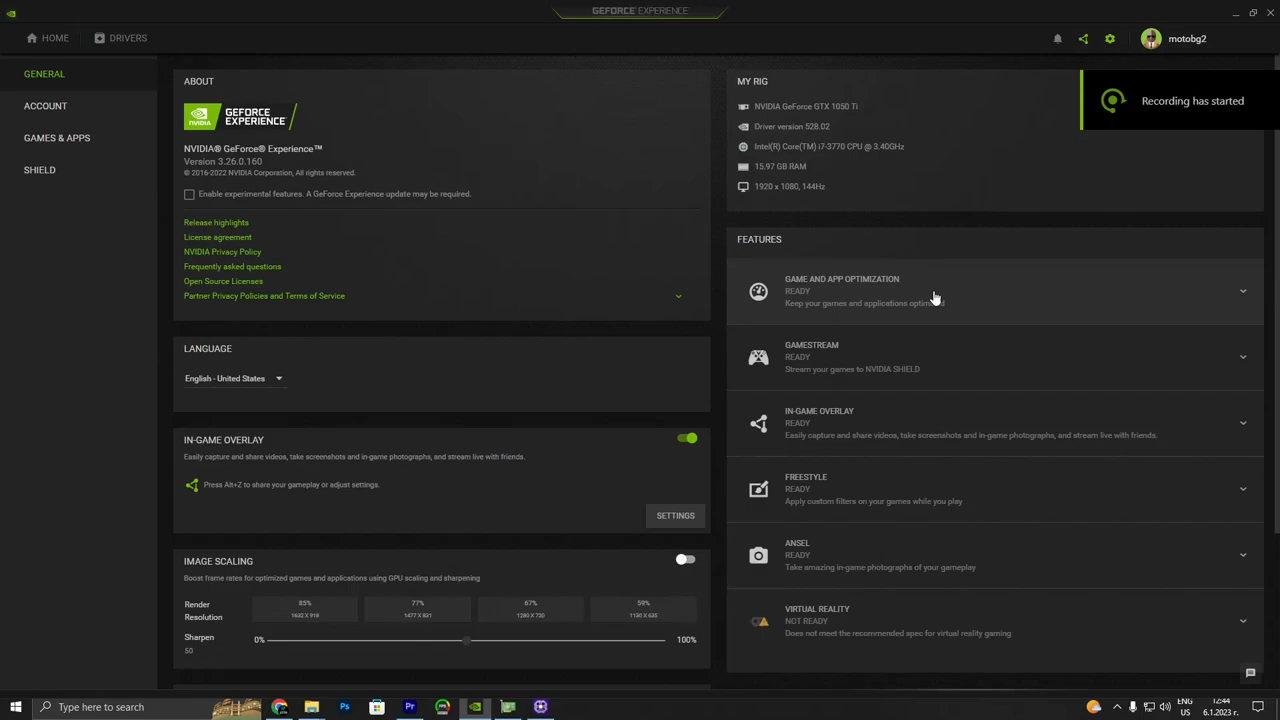 GEFORCE EXPERIENCE
HOME
DRIVERS
motobg2
GENERAL
ACCOUNT
GAMES & APPS
SHIELD
ABOUT
NVIDIA
GEFORCE
EXPERIENCE
NVIDIA® GeForce® Experience™
Version 3.26.0.160
© 2016-2022 NVIDIA Corporation, All rights reserved.
Enable experimental features. A GeForce Experience update may be required.
Release highlights
License agreement
NVIDIA Privacy Policy
Frequently asked questions
Open Source Licenses
Partner Privacy Policies and Terms of Service
LANGUAGE
English - United States
IN-GAME OVERLAY
Easily capture and share videos, take screenshots and in-game photographs, and stream live with friends.
Press Alt+Z to share your gameplay or adjust settings.
SETTINGS
IMAGE SCALING
Boost frame rates for optimized games and applications using GPU scaling and sharpening
Render
Resolution
85%
1632 X 918
77%
1477 X 831
67%
1280 X 720
59%
1130 X 635
Sharpen
50
0%
100%
MY RIG
NVIDIA GeForce GTX 1050 Ti
Driver version 528.02
Intel(R) Core(TM) i7-3770 CPU @ 3.40GHz
15.97 GB RAM
1920 x 1080, 144Hz
Recording has started
FEATURES
GAME AND APP OPTIMIZATION
READY
Keep your games and applications optimized
GAMESTREAM
READY
Stream your games to NVIDIA SHIELD
IN-GAME OVERLAY
READY
Easily capture and share videos, take screenshots and in-game photographs, and stream live with friends.
FREESTYLE
READY
Apply custom filters on your games while you play
ANSEL
READY
Take amazing in-game photographs of your gameplay
VIRTUAL REALITY
NOT READY
Does not meet the recommended spec for virtual reality gaming
Type here to search
Ps
Pr
FPS
ЕНГ
US
12:44
6.1.2023 г.